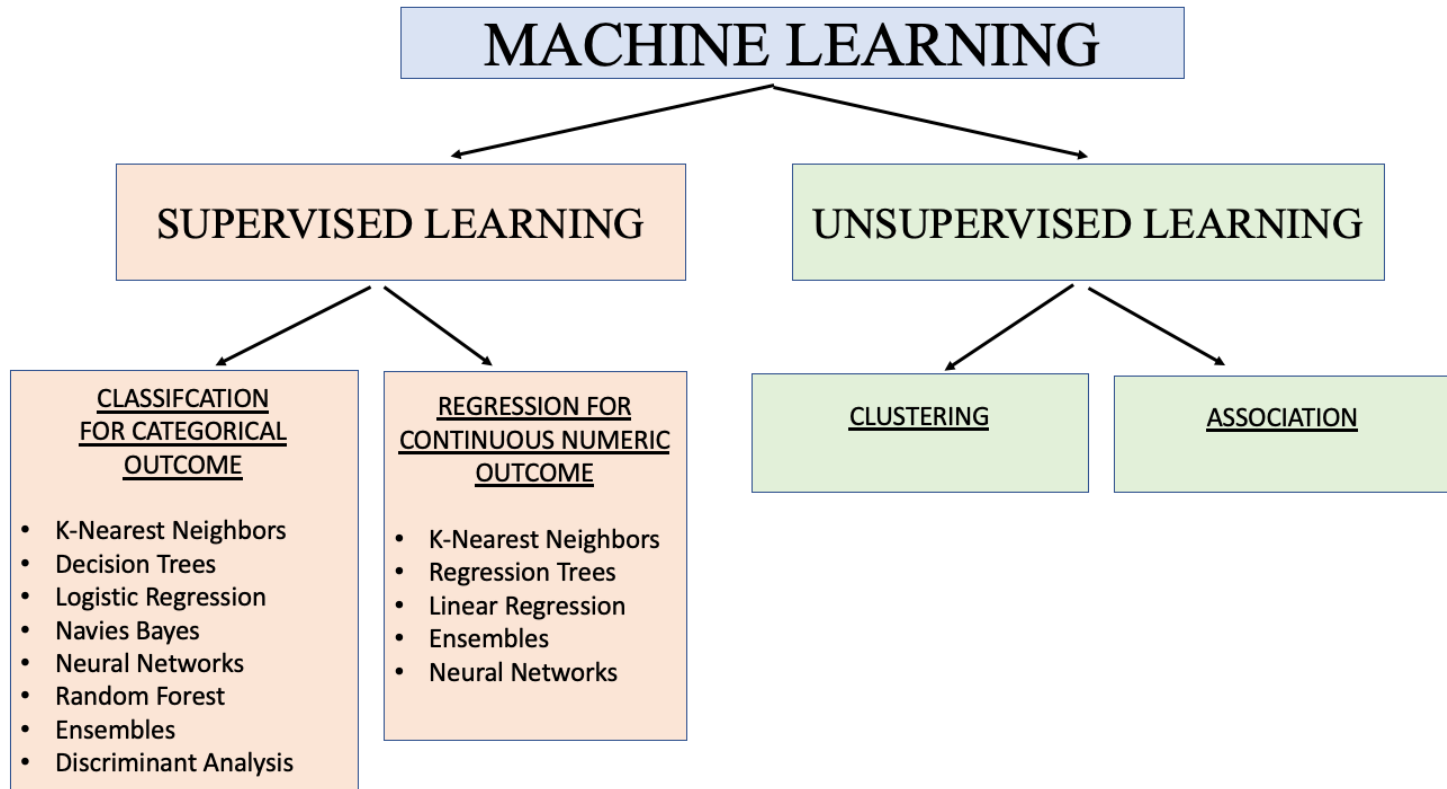 MACHINE LEARNING
SUPERVISED LEARNING
UNSUPERVISED LEARNING
CLASSIFCATION
FOR CATEGORICAL
OUTCOME
• K-Nearest Neighbors
• Decision Trees
• Logistic Regression
• Navies Bayes
• Neural Networks
• Random Forest
• Ensembles
• Discriminant Analysis
REGRESSION FOR
CONTINUOUS NUMERIC
OUTCOME
• K-Nearest Neighbors
• Regression Trees
• Linear Regression
• Ensembles
• Neural Networks
CLUSTERING
ASSOCIATION